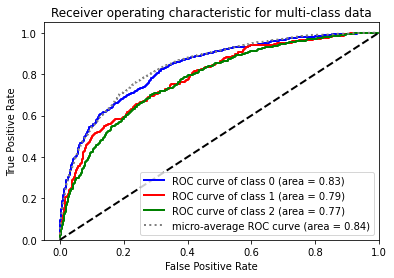 Receiver operating characteristic for multi-class data
True Positive Rate
1.0
0.8
0.6
0.4
0.2
0.0
ROC curve of class 0 (area = 0.83)
ROC curve of class 1 (area = 0.79)
ROC curve of class 2 (area = 0.77)
micro-average ROC curve (area = 0.84)
0.0 0.2 0.4 0.6 0.8 1.0
False Positive Rate